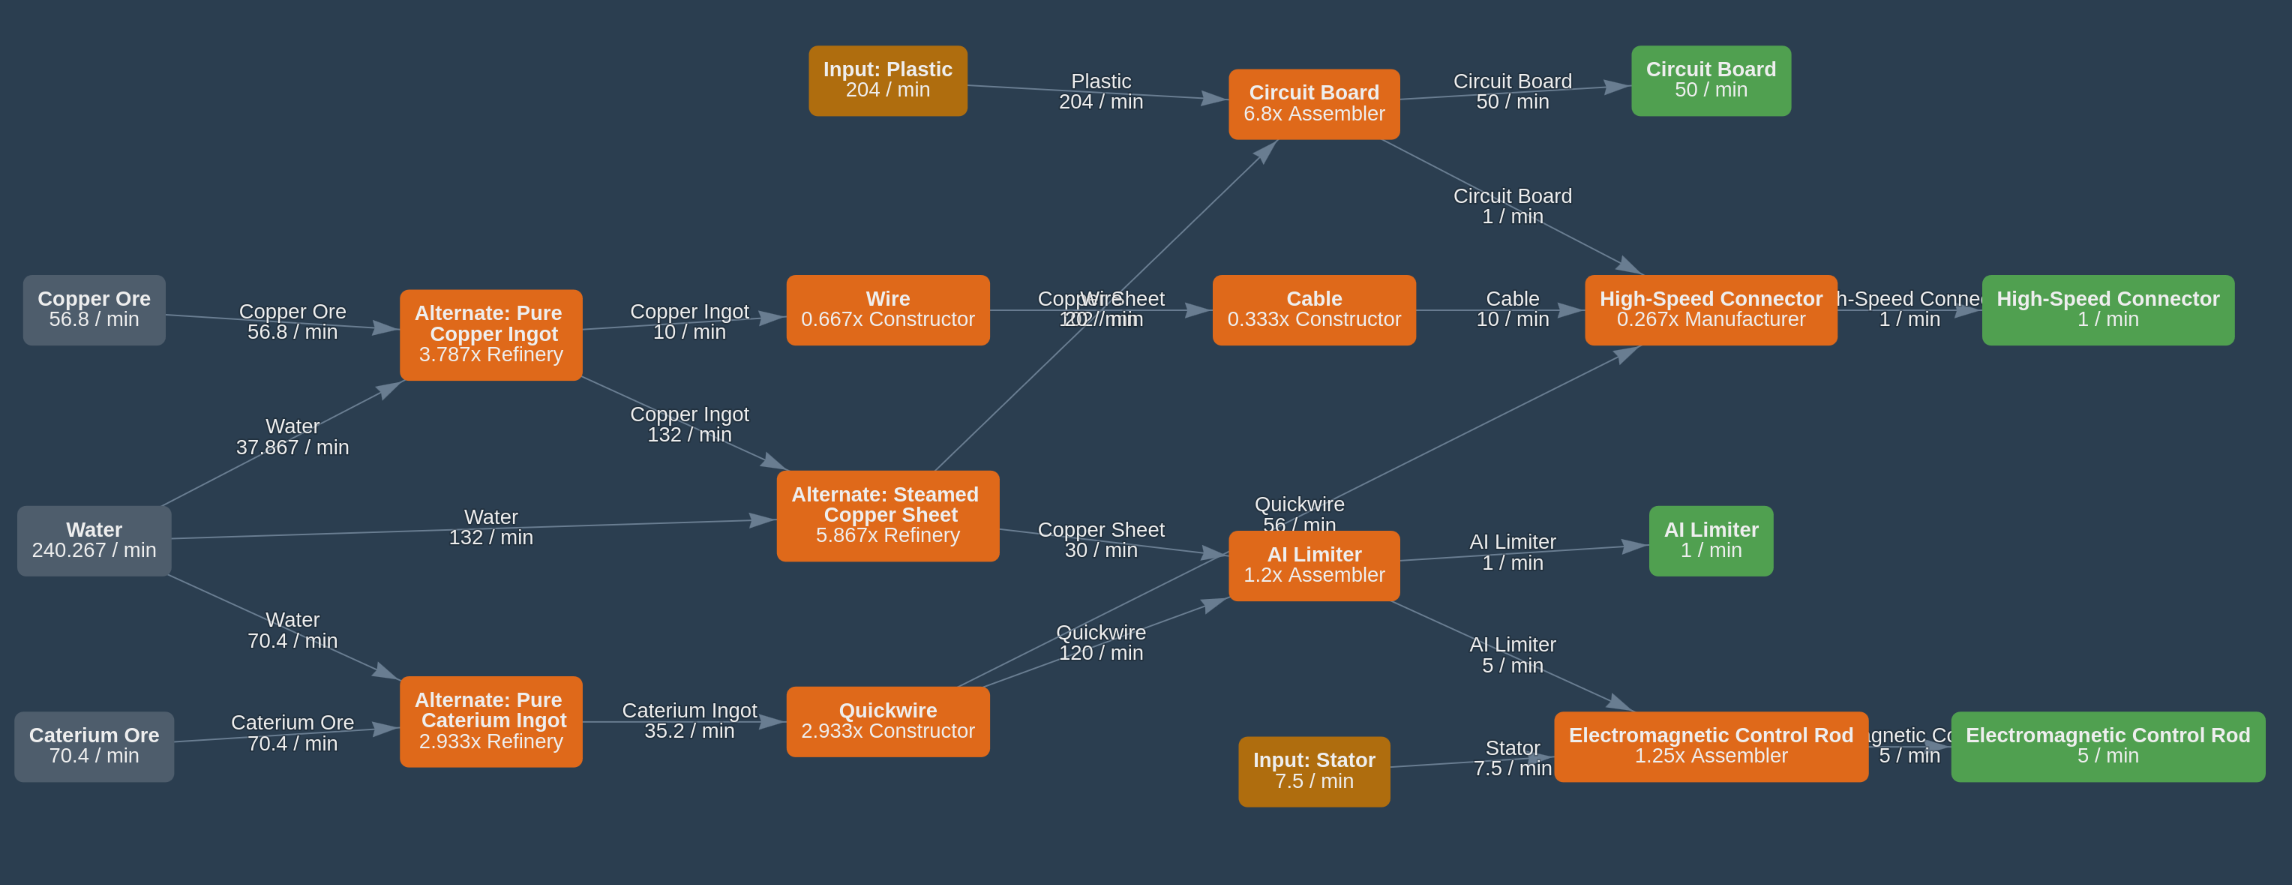 Input: Plastic
204 / min
Plastic
204 / min
Circuit Board
6.8x Assembler
Circuit Board
50 / min
Circuit Board
50 / min
Circuit Board
1 / min
Copper Ore
56.8 / min
Copper Ore
56.8 / min
Alternate: Pure
Copper Ingot
3.787x Refinery
Copper Ingot
10 / min
Wire
0.667x Constructor
Copper Sheet
Wire
20 / min
Cable
0.333x Constructor
Cable
10 / min
High-Speed Connector
0.267x Manufacturer
h-Speed Connec
1 / min
High-Speed Connector
1 / min
Water
37.867 / min
Copper Ingot
132 / min
Water
240.267 / min
Water
132 / min
Alternate: Steamed
Copper Sheet
5.867x Refinery
Copper Sheet
30 / min
Quickwire
56 / min
AI Limiter
1.2x Assembler
AI Limiter
1 / min
AI Limiter
1 / min
Water
70.4 / min
Quickwire
120 / min
AI Limiter
5 / min
Caterium Ore
70.4 / min
Caterium Ore
70.4 / min
Alternate: Pure
Caterium Ingot
2.933x Refinery
Caterium Ingot
35.2 / min
Quickwire
2.933x Constructor
Input: Stator
7.5 / min
Stator
7.5 / min
Electromagnetic Control Rod
1.25x Assembler
agnetic Co
5 / min
Electromagnetic Control Rod
5 / min